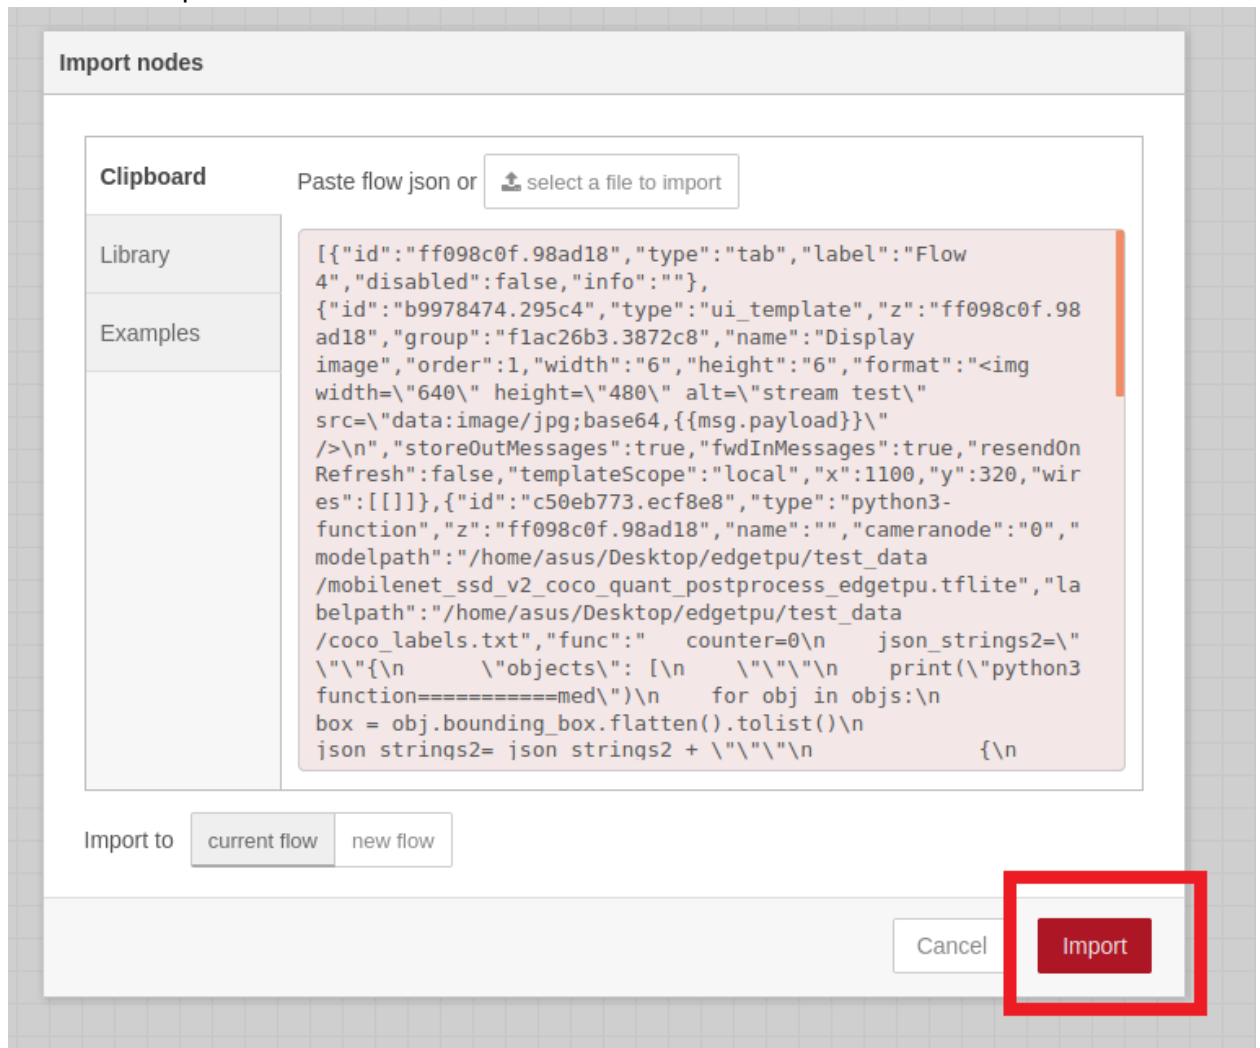 Import nodes
Clipboard
Paste flow json or
select a file to import
Library
Examples
[{"id":"ff098c0f.98ad18","type":"tab","label":"Flow
4","disabled":false,"info":""},
{"id":"b9978474.295c4","type":"ui_template","z":"ff098c0f.98
ad18","group":"f1ac26b3.3872c8","name":"Display
image","order":1,"width":"6","height":"6","format":"<img
width=\"640\" height=\"480\" alt=\"stream test\"
src=\"data:image/jpg;base64,{{msg.payload}}\"
/>\n","storeOutMessages":true,"fwdInMessages":true,"resendOn
Refresh":false,"templateScope":"local","x":1100,"y":320,"wir
es":[[]]},{"id":"c50eb773.ecf8e8","type":"python3-
function","z":"ff098c0f.98ad18","name":"","cameranode":"0","
modelpath":"/home/asus/Desktop/edgetpu/test_data
/mobilenet_ssd_v2_coco_quant_postprocess_edgetpu.tflite","la
belpath":"/home/asus/Desktop/edgetpu/test_data
/coco_labels.txt","func":"   counter=0\n    json_strings2=\"
\"\"{\n      \"objects\": [\n    \"\"\"\n    print(\"python3
function===========med\")\n    for obj in objs:\n
box = obj.bounding_box.flatten().tolist()\n
json_strings2= json_strings2 + \"\"\"\n             {\n
Import to
current flow
new flow
Cancel
Import